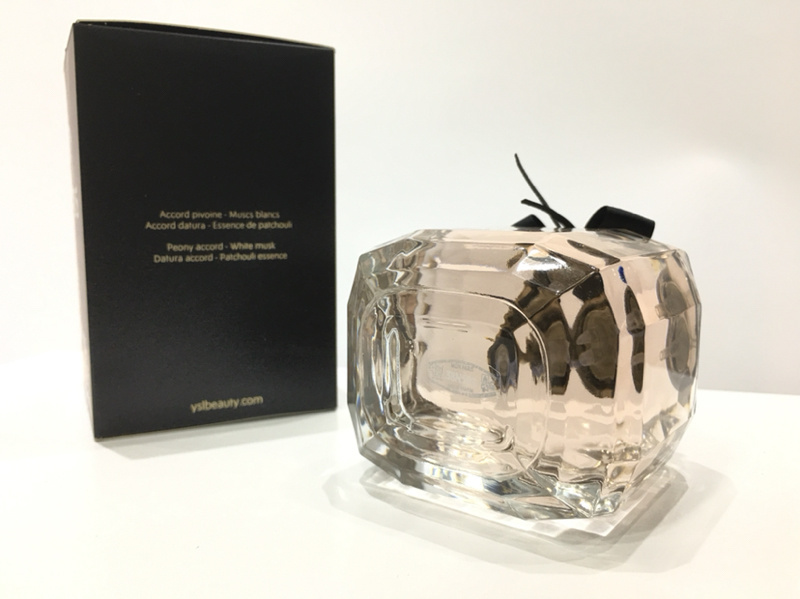 Accord pivoine - Muscs blancs
Accord datura - Essence de patchouli
Peony accord - White musk
Datura accord - Patchouli essence
yslbeauty.com